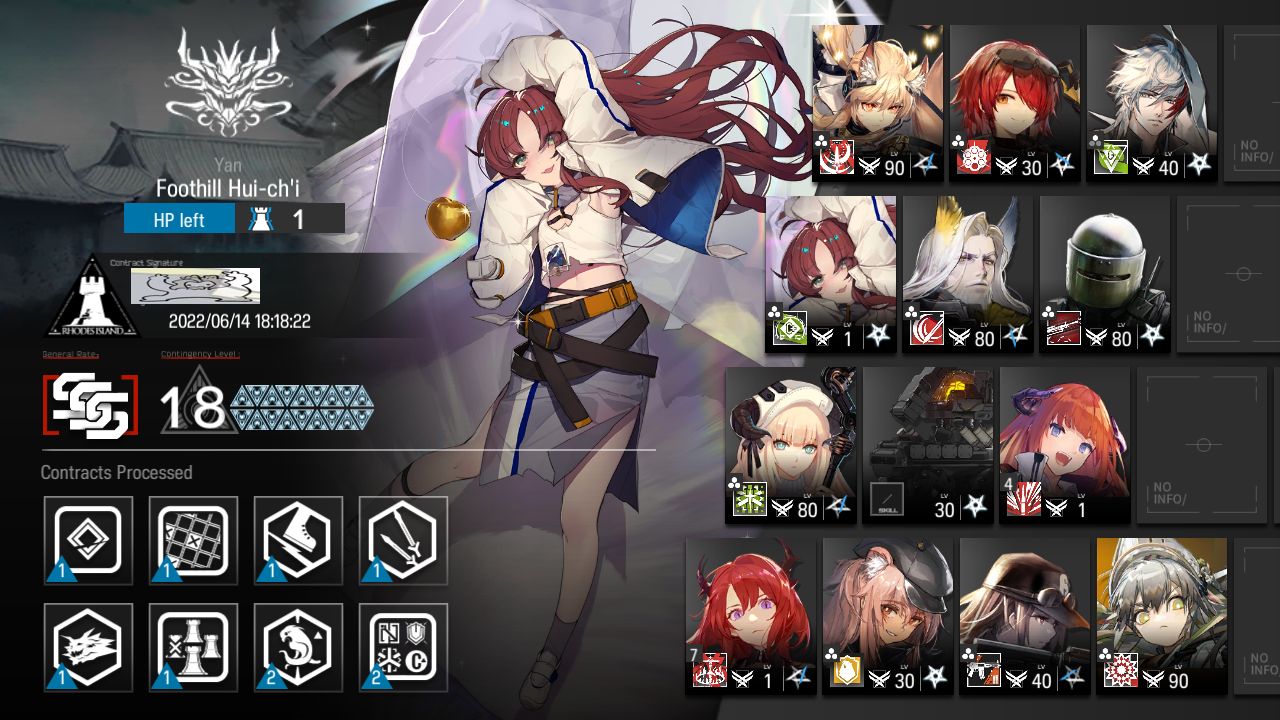 Yan
Foothill Hui-ch'i
HP left 1
Contract Signature
RHODES ISLAND
2022/06/14 18:18:22
General Rate:
Contingency Level:
18
Contracts Processed
1 1 1 1
1 1 2 2
LV 90
LV 30
LV 40
NO INFO/
LV 1
LV 80
LV 80
NO INFO/
LV 80
SKILL
LV 30
4
LV 1
NO INFO/
7
LV 1
LV 30
LV 40
LV 90
NO INFO